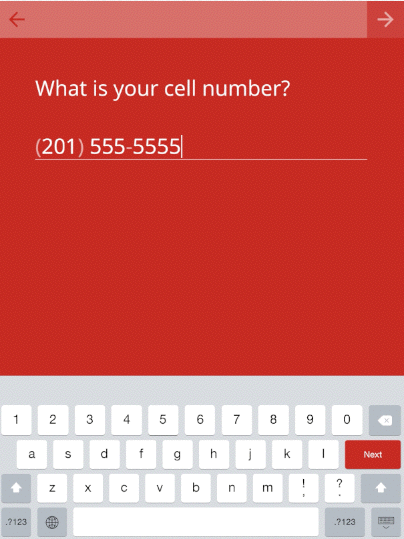 What is your cell number?
(201) 555-5555
1 2 3 4 5 6 7 8 9 0
a s d f g h j k l Next
z x c v b n m ! , ? .
.?123 .?123